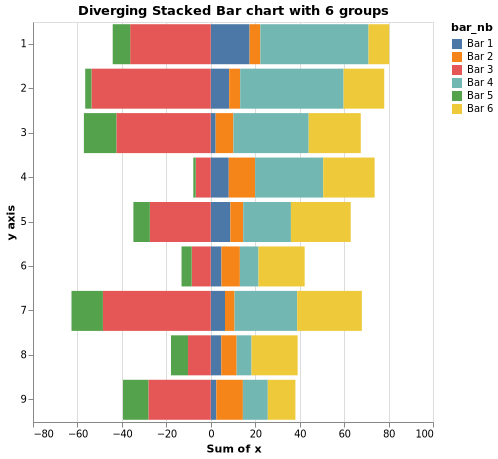 Diverging Stacked Bar chart with 6 groups
bar_nb
Bar 1
Bar 2
Bar 3
Bar 4
Bar 5
Bar 6
y axis
1
2
3
4
5
6
7
8
9
−80 −60 −40 −20 0 20 40 60 80 100
Sum of x